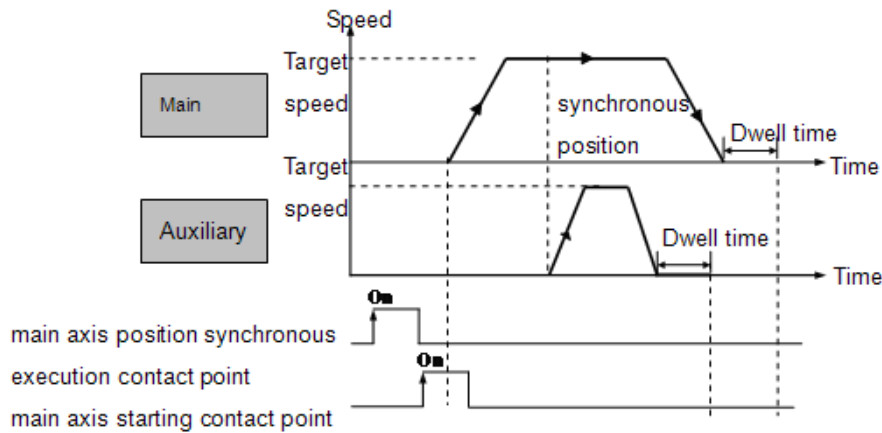 Speed
Target
Main
speed
synchronous
Dwell time
position
Target
Time
speed
Auxiliary
Dwell time
Time
On
main axis position synchronous
On
execution contact point
main axis starting contact point